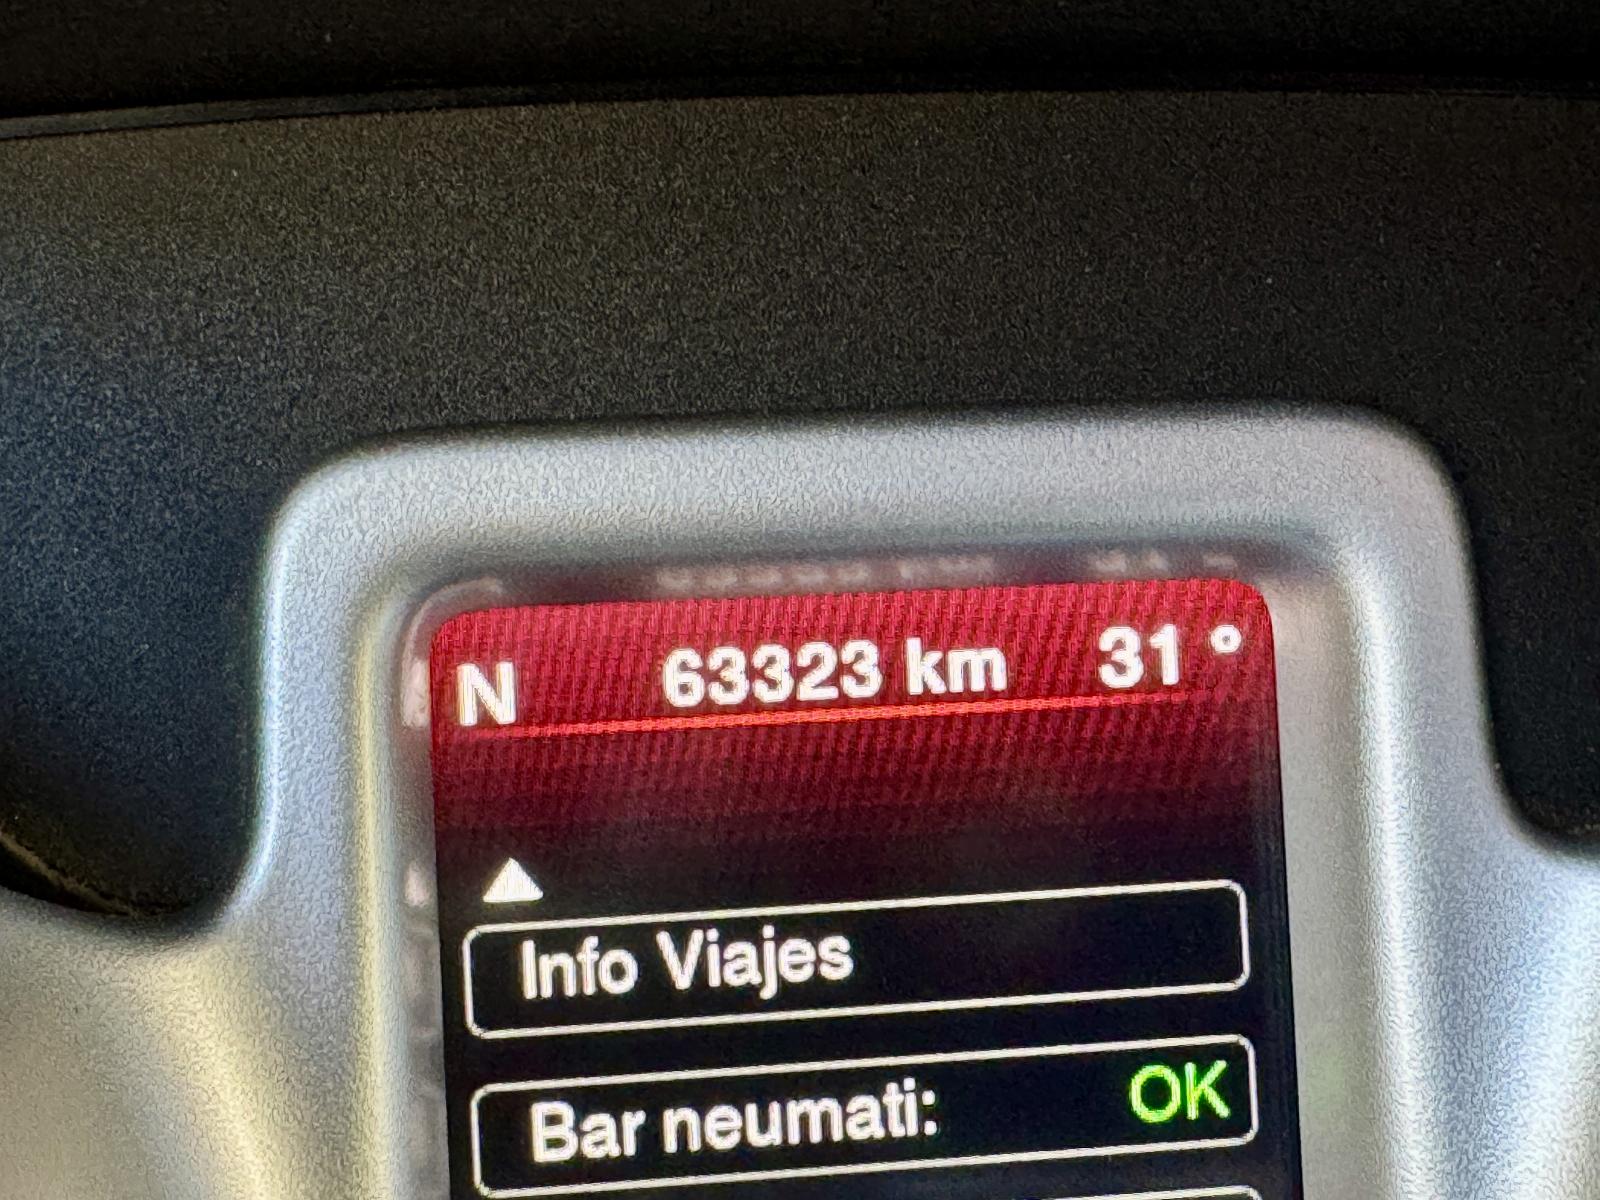 N 63323 km 31 °
Info Viajes
Bar neumati: OK